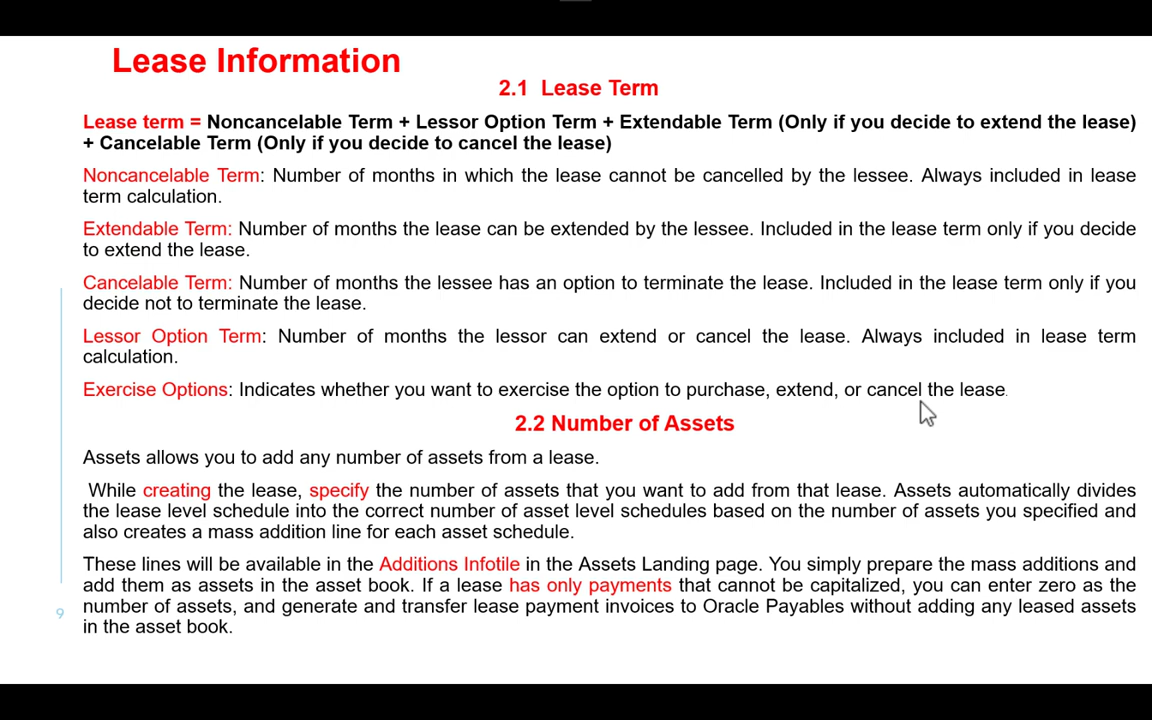 Lease Information
2.1 Lease Term
Lease term = Noncancelable Term + Lessor Option Term + Extendable Term (Only if you decide to extend the lease)
+ Cancelable Term (Only if you decide to cancel the lease)
Noncancelable Term: Number of months in which the lease cannot be cancelled by the lessee. Always included in lease
term calculation.
Extendable Term: Number of months the lease can be extended by the lessee. Included in the lease term only if you decide
to extend the lease.
Cancelable Term: Number of months the lessee has an option to terminate the lease. Included in the lease term only if you
decide not to terminate the lease.
Lessor Option Term: Number of months the lessor can extend or cancel the lease. Always included in lease term
calculation.
Exercise Options: Indicates whether you want to exercise the option to purchase, extend, or cancel the lease.
2.2 Number of Assets
Assets allows you to add any number of assets from a lease.
While creating the lease, specify the number of assets that you want to add from that lease. Assets automatically divides
the lease level schedule into the correct number of asset level schedules based on the number of assets you specified and
also creates a mass addition line for each asset schedule.
These lines will be available in the Additions Infotile in the Assets Landing page. You simply prepare the mass additions and
add them as assets in the asset book. If a lease has only payments that cannot be capitalized, you can enter zero as the
number of assets, and generate and transfer lease payment invoices to Oracle Payables without adding any leased assets
in the asset book.
9